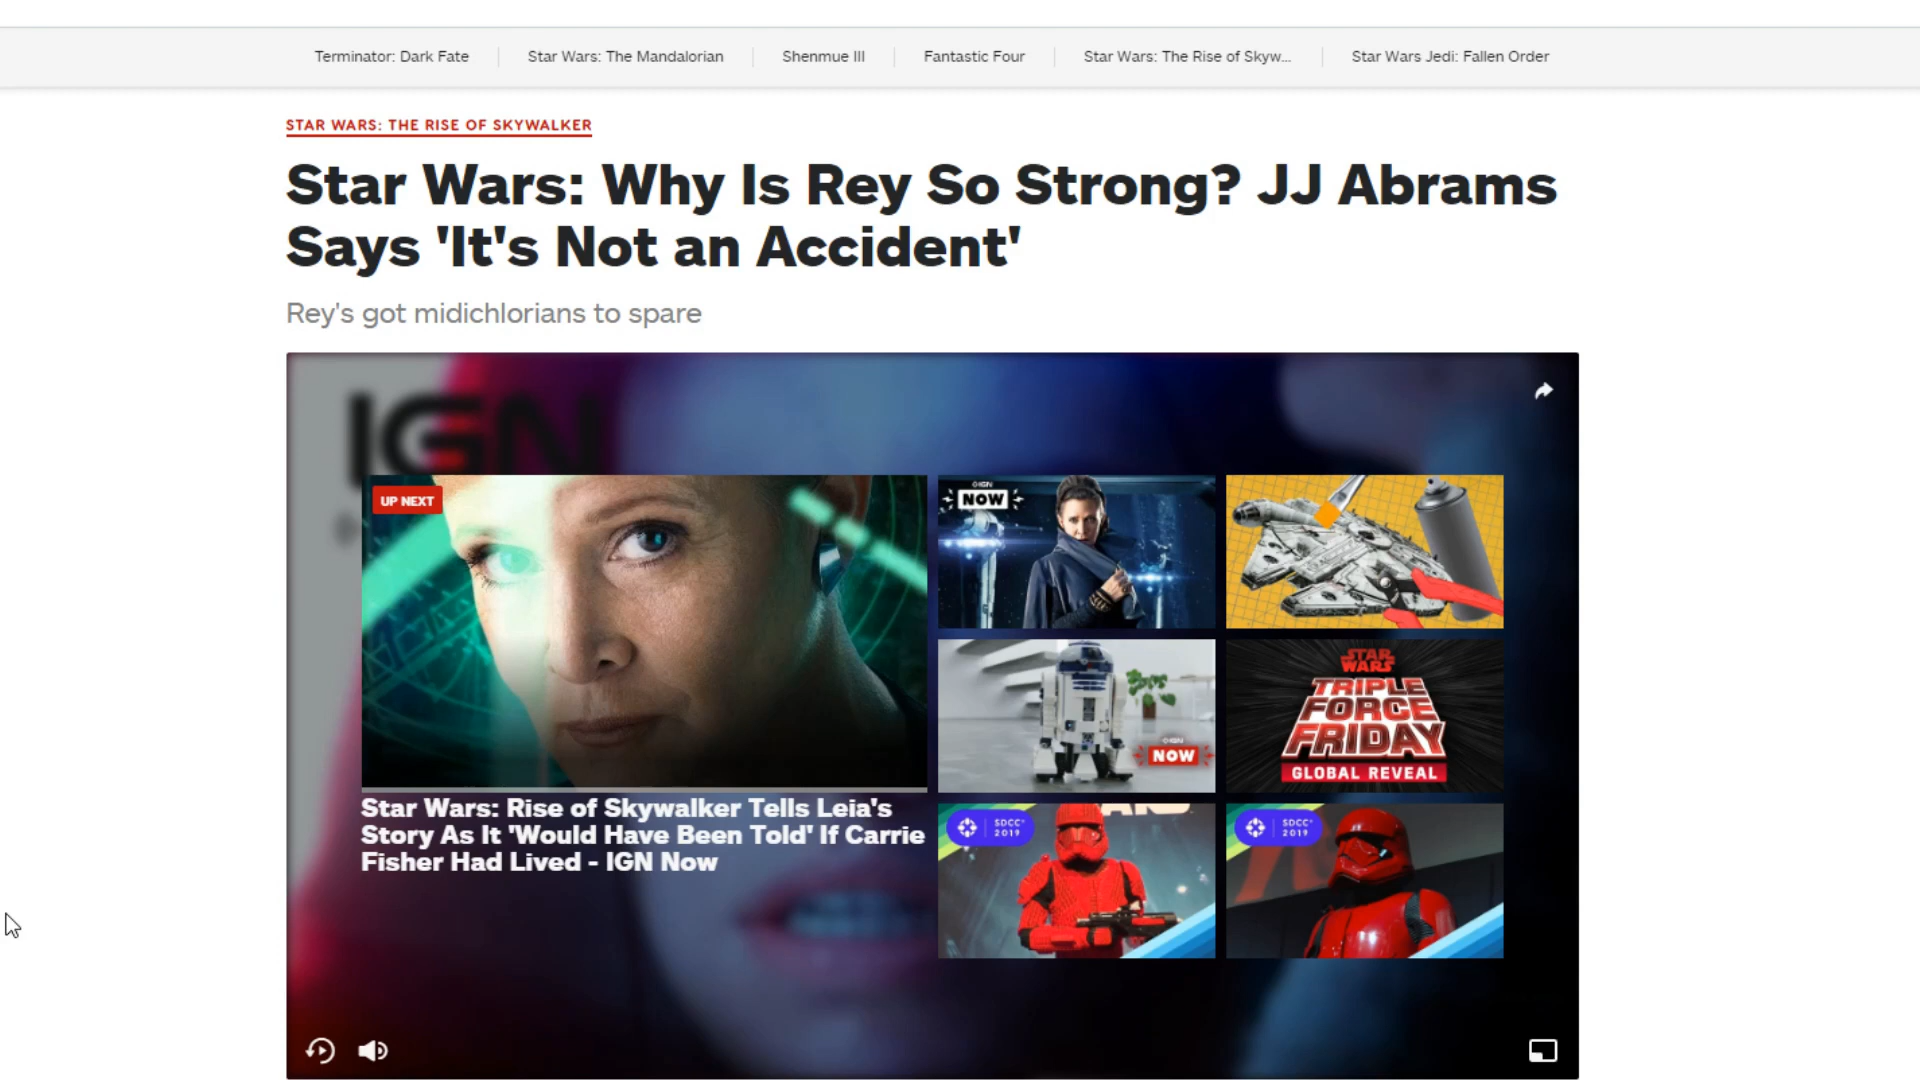 Terminator: Dark Fate
Star Wars: The Mandalorian
Shenmue III
Fantastic Four
Star Wars: The Rise of Skyw...
Star Wars Jedi: Fallen Order
STAR WARS: THE RISE OF SKYWALKER
Star Wars: Why Is Rey So Strong? JJ Abrams
Says 'It's Not an Accident'
Rey's got midichlorians to spare
IGN
UP NEXT
Star Wars: Rise of Skywalker Tells Leia's
Story As It 'Would Have Been Told' If Carrie
Fisher Had Lived - IGN Now
IGN
NOW
IGN
NOW
STAR
WARS
TRIPLE
FORCE
FRIDAY
GLOBAL REVEAL
SDCC
2019
SDCC
2019